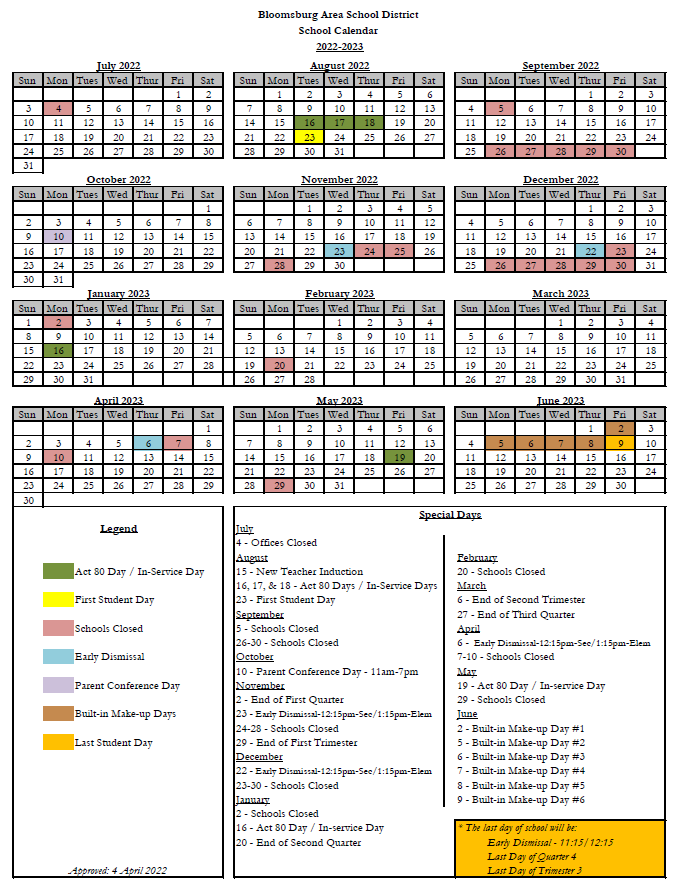 Bloomsburg Area School District
School Calendar
2022-2023
July 2022
Sun Mon Tues Wed Thur Fri Sat
1 2
3 4 5 6 7 8 9
10 11 12 13 14 15 16
17 18 19 20 21 22 23
24 25 26 27 28 29 30
31
August 2022
Sun Mon Tues Wed Thur Fri Sat
1 2 3 4 5 6
7 8 9 10 11 12 13
14 15 16 17 18 19 20
21 22 23 24 25 26 27
28 29 30 31
September 2022
Sun Mon Tues Wed Thur Fri Sat
1 2 3
4 5 6 7 8 9 10
11 12 13 14 15 16 17
18 19 20 21 22 23 24
25 26 27 28 29 30
October 2022
Sun Mon Tues Wed Thur Fri Sat
1
2 3 4 5 6 7 8
9 10 11 12 13 14 15
16 17 18 19 20 21 22
23 24 25 26 27 28 29
30 31
November 2022
Sun Mon Tues Wed Thur Fri Sat
1 2 3 4 5
6 7 8 9 10 11 12
13 14 15 16 17 18 19
20 21 22 23 24 25 26
27 28 29 30
December 2022
Sun Mon Tues Wed Thur Fri Sat
1 2 3
4 5 6 7 8 9 10
11 12 13 14 15 16 17
18 19 20 21 22 23 24
25 26 27 28 29 30 31
January 2023
Sun Mon Tues Wed Thur Fri Sat
1 2 3 4 5 6 7
8 9 10 11 12 13 14
15 16 17 18 19 20 21
22 23 24 25 26 27 28
29 30 31
February 2023
Sun Mon Tues Wed Thur Fri Sat
1 2 3 4
5 6 7 8 9 10 11
12 13 14 15 16 17 18
19 20 21 22 23 24 25
26 27 28
March 2023
Sun Mon Tues Wed Thur Fri Sat
1 2 3 4
5 6 7 8 9 10 11
12 13 14 15 16 17 18
19 20 21 22 23 24 25
26 27 28 29 30 31
April 2023
Sun Mon Tues Wed Thur Fri Sat
1
2 3 4 5 6 7 8
9 10 11 12 13 14 15
16 17 18 19 20 21 22
23 24 25 26 27 28 29
30
May 2023
Sun Mon Tues Wed Thur Fri Sat
1 2 3 4 5 6
7 8 9 10 11 12 13
14 15 16 17 18 19 20
21 22 23 24 25 26 27
28 29 30 31
June 2023
Sun Mon Tues Wed Thur Fri Sat
1 2 3
4 5 6 7 8 9 10
11 12 13 14 15 16 17
18 19 20 21 22 23 24
25 26 27 28 29 30
Legend
Act 80 Day / In-Service Day
First Student Day
Schools Closed
Early Dismissal
Parent Conference Day
Built-in Make-up Days
Last Student Day
Approved: 4 April 2022
Special Days
July
4 - Offices Closed
August
15 - New Teacher Induction
16, 17, & 18 - Act 80 Days / In-Service Days
23 - First Student Day
September
5 - Schools Closed
26-30 - Schools Closed
October
10 - Parent Conference Day - 11am-7pm
November
2 - End of First Quarter
23 - Early Dismissal-12:15pm-Sec/1:15pm-Elem
24-28 - Schools Closed
29 - End of First Trimester
December
22 - Early Dismissal-12:15pm-Sec/1:15pm-Elem
23-30 - Schools Closed
January
2 - Schools Closed
16 - Act 80 Day / In-service Day
20 - End of Second Quarter
February
20 - Schools Closed
March
6 - End of Second Trimester
27 - End of Third Quarter
April
6 - Early Dismissal-12:15pm-Sec/1:15pm-Elem
7-10 - Schools Closed
May
19 - Act 80 Day / In-service Day
29 - Schools Closed
June
2 - Built-in Make-up Day #1
5 - Built-in Make-up Day #2
6 - Built-in Make-up Day #3
7 - Built-in Make-up Day #4
8 - Built-in Make-up Day #5
9 - Built-in Make-up Day #6
* The last day of school will be:
Early Dismissal - 11:15/12:15
Last Day of Quarter 4
Last Day of Trimester 3